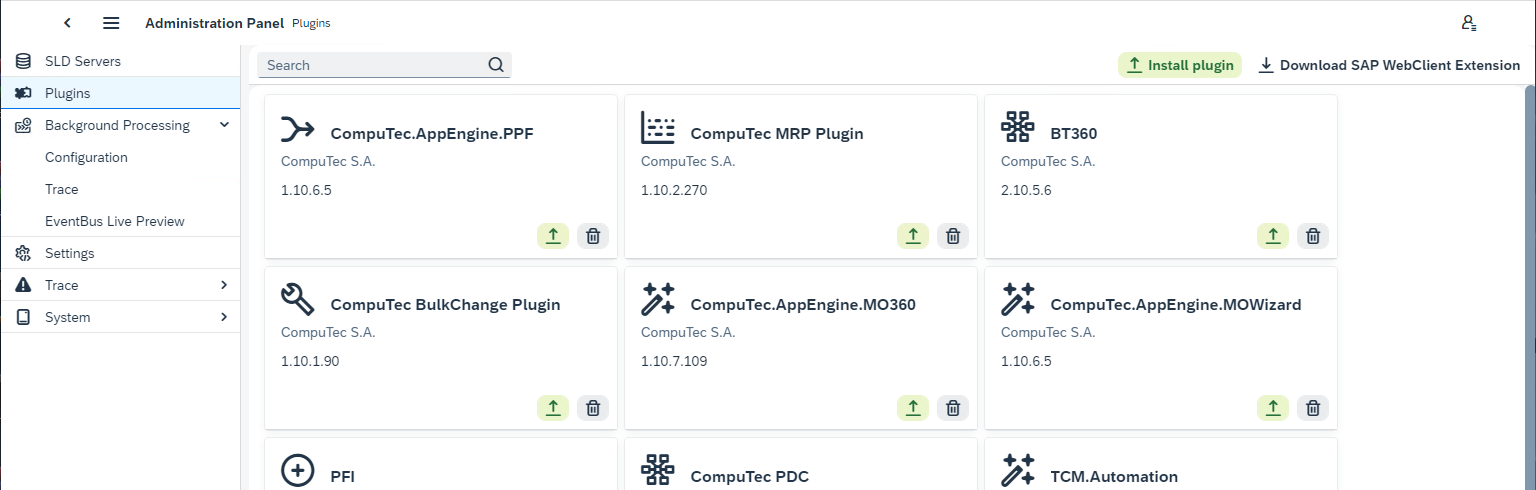 Administration Panel Plugins
SLD Servers
Plugins
Background Processing
Configuration
Trace
EventBus Live Preview
Settings
Trace
System
Search
Install plugin
Download SAP WebClient Extension
CompuTec.AppEngine.PPF
CompuTec S.A.
1.10.6.5
CompuTec MRP Plugin
CompuTec S.A.
1.10.2.270
BT360
CompuTec S.A.
2.10.5.6
CompuTec BulkChange Plugin
CompuTec S.A.
1.10.1.90
CompuTec.AppEngine.MO360
CompuTec S.A.
1.10.7.109
CompuTec.AppEngine.MOWizard
CompuTec S.A.
1.10.6.5
PFI
CompuTec PDC
TCM.Automation